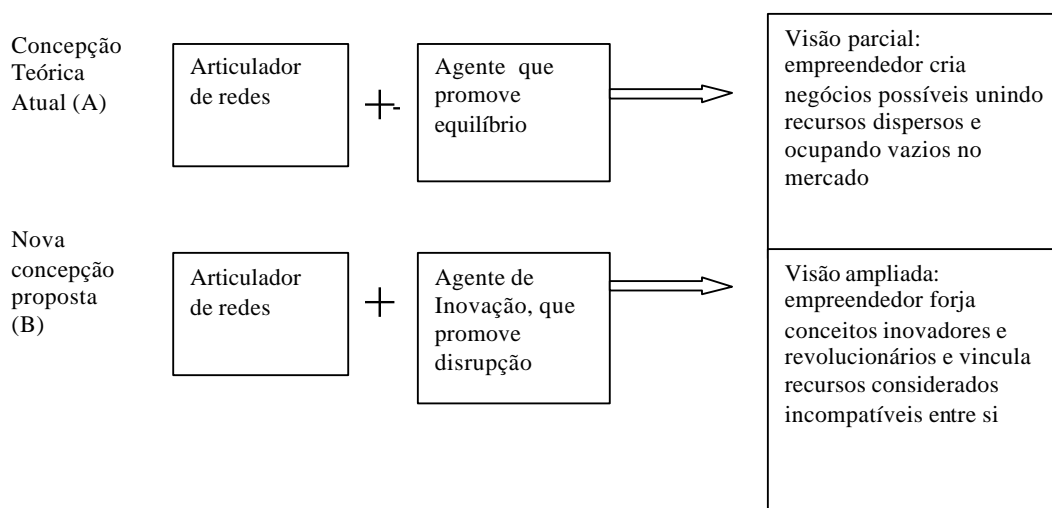 Concepção
Teórica
Atual (A)
Articulador
de redes
+-
Agente que
promove
equilíbrio
Visão parcial:
empreendedor cria
negócios possíveis unindo
recursos dispersos e
ocupando vazios no
mercado
Nova
concepção
proposta
(B)
Articulador
de redes
+
Agente de
Inovação, que
promove
disrupção
Visão ampliada:
empreendedor forja
conceitos inovadores e
revolucionários e vincula
recursos considerados
incompatíveis entre si